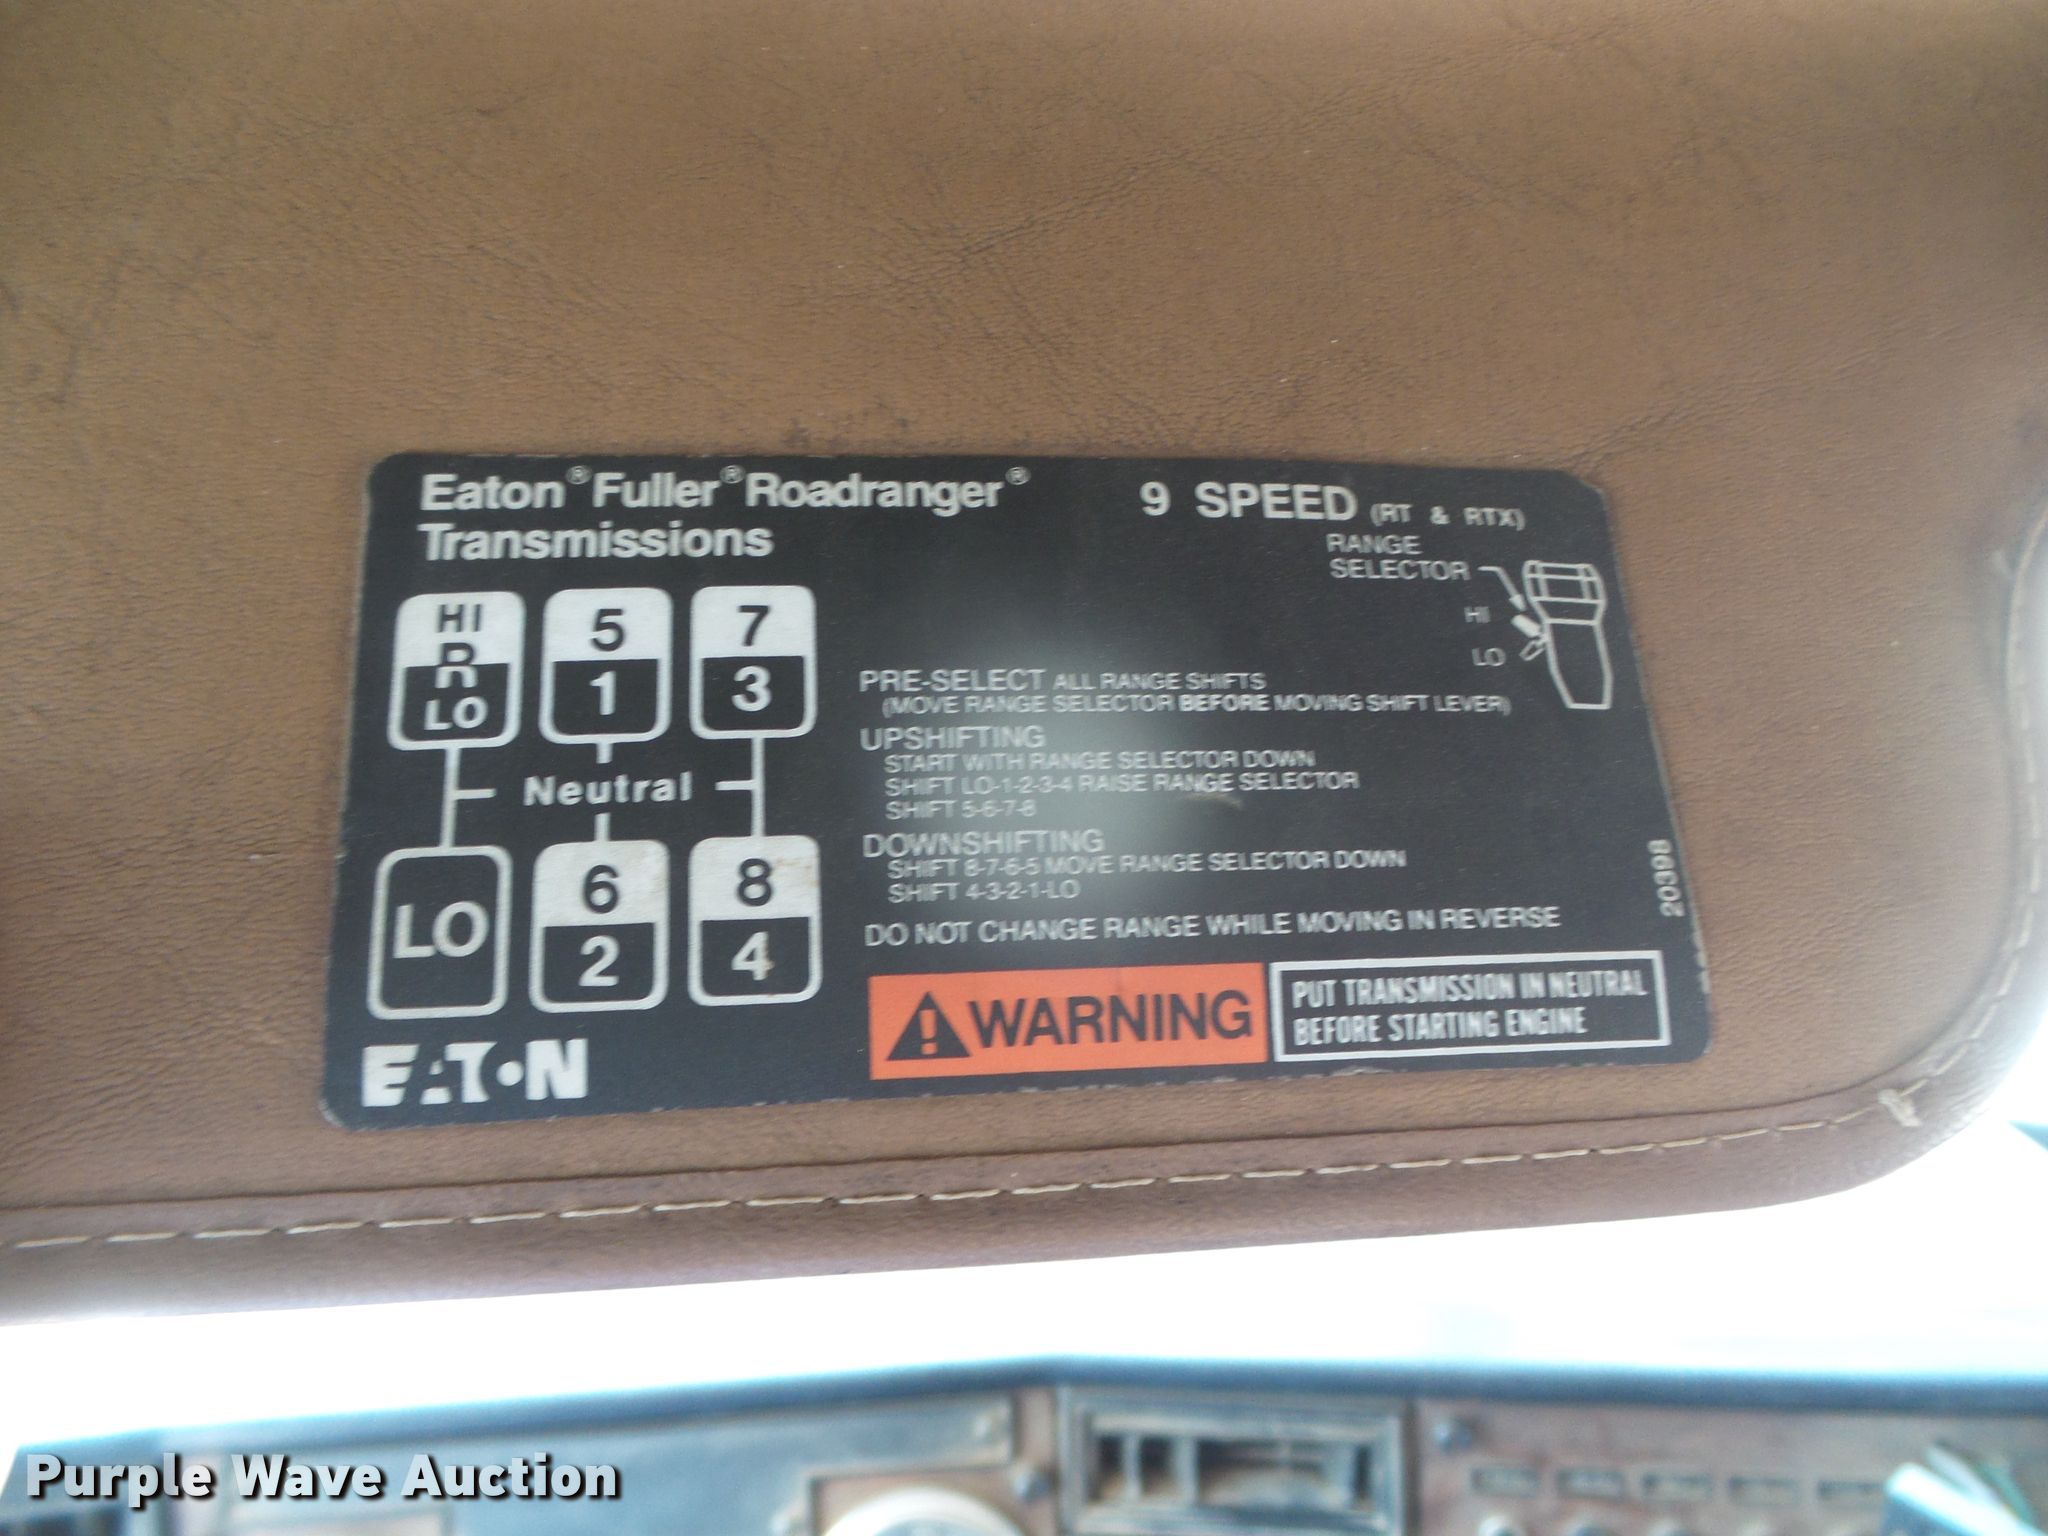 Eaton® Fuller® Roadranger®
Transmissions
9 SPEED (RT & RTX)
RANGE
SELECTOR
HI
LO
HI
R
LO
5
1
7
3
Neutral
LO
6
2
8
4
PRE-SELECT ALL RANGE SHIFTS
(MOVE RANGE SELECTOR BEFORE MOVING SHIFT LEVER)
UPSHIFTING
START WITH RANGE SELECTOR DOWN
SHIFT LO-1-2-3-4 RAISE RANGE SELECTOR
SHIFT 5-6-7-8
DOWNSHIFTING
SHIFT 8-7-6-5 MOVE RANGE SELECTOR DOWN
SHIFT 4-3-2-1-LO
DO NOT CHANGE RANGE WHILE MOVING IN REVERSE
20398
WARNING
PUT TRANSMISSION IN NEUTRAL
BEFORE STARTING ENGINE
EATON
Purple Wave Auction